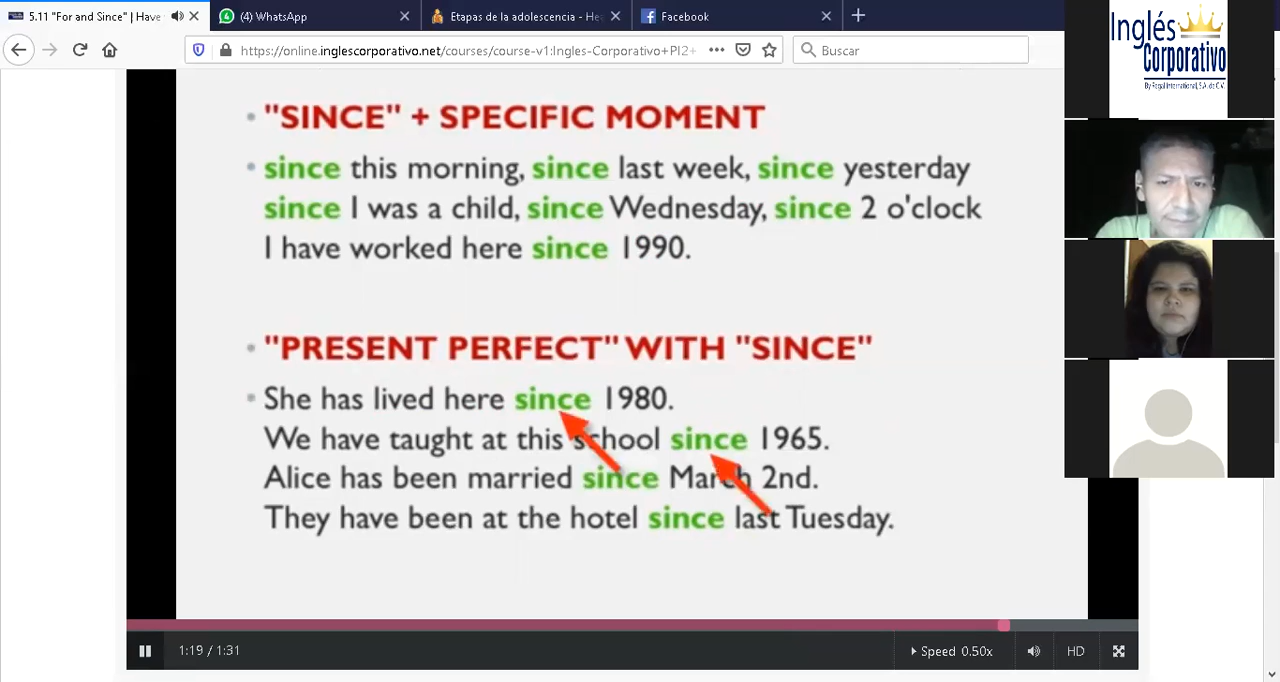 5.11 "For and Since" | Have
(4) WhatsApp
Etapas de la adolescencia - He
Facebook
https://online.inglescorporativo.net/courses/course-v1:Ingles-Corporativo+PI2+
Buscar
Inglés
Corporativo
By Regal International, S.A. de C.V.
• "SINCE" + SPECIFIC MOMENT
• since this morning, since last week, since yesterday
since I was a child, since Wednesday, since 2 o'clock
I have worked here since 1990.
• "PRESENT PERFECT" WITH "SINCE"
She has lived here since 1980.
We have taught at this school since 1965.
Alice has been married since March 2nd.
They have been at the hotel since last Tuesday.
1:19 / 1:31
Speed 0.50x
HD